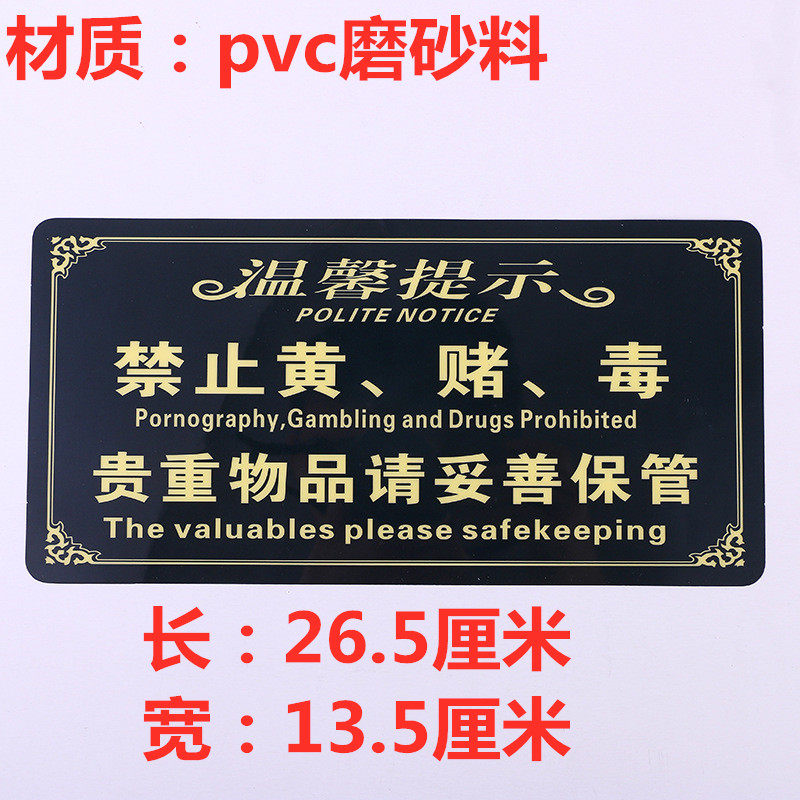 材质：pvc磨砂料
温馨提示
POLITE NOTICE
禁止黄、赌、毒
Pornography,Gambling and Drugs Prohibited
贵重物品请妥善保管
The valuables please safekeeping
长：26.5厘米
宽：13.5厘米